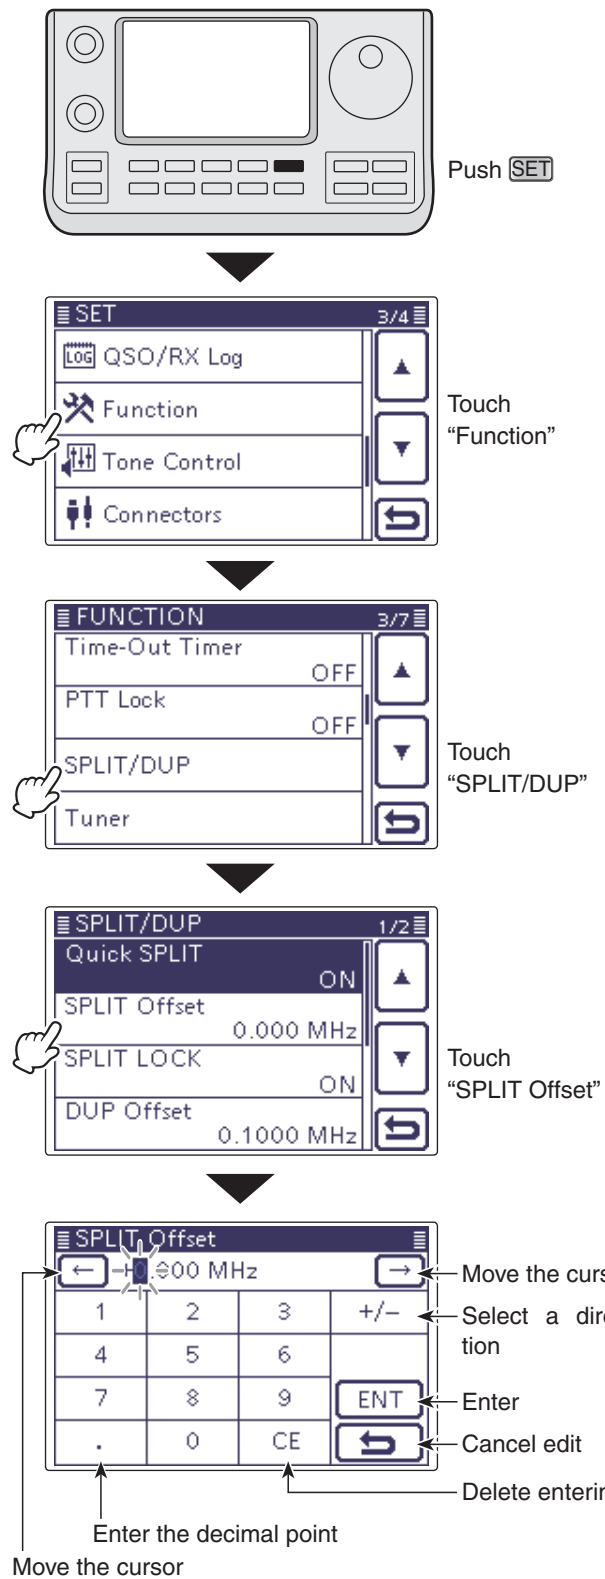 Push SET
SET 3/4
LOG QSO/RX Log
Function
Tone Control
Connectors
Touch
“Function”
FUNCTION 3/7
Time-Out Timer
OFF
PTT Lock
OFF
SPLIT/DUP
Tuner
Touch
“SPLIT/DUP”
SPLIT/DUP 1/2
Quick SPLIT
ON
SPLIT Offset
0.000 MHz
SPLIT LOCK
ON
DUP Offset
0.1000 MHz
Touch
“SPLIT Offset”
SPLIT Offset
← +0.000 MHz →
1 2 3 +/–
4 5 6
7 8 9 ENT
. 0 CE
Move the curs
Select a dire
tion
Enter
Cancel edit
Delete enterin
Enter the decimal point
Move the cursor